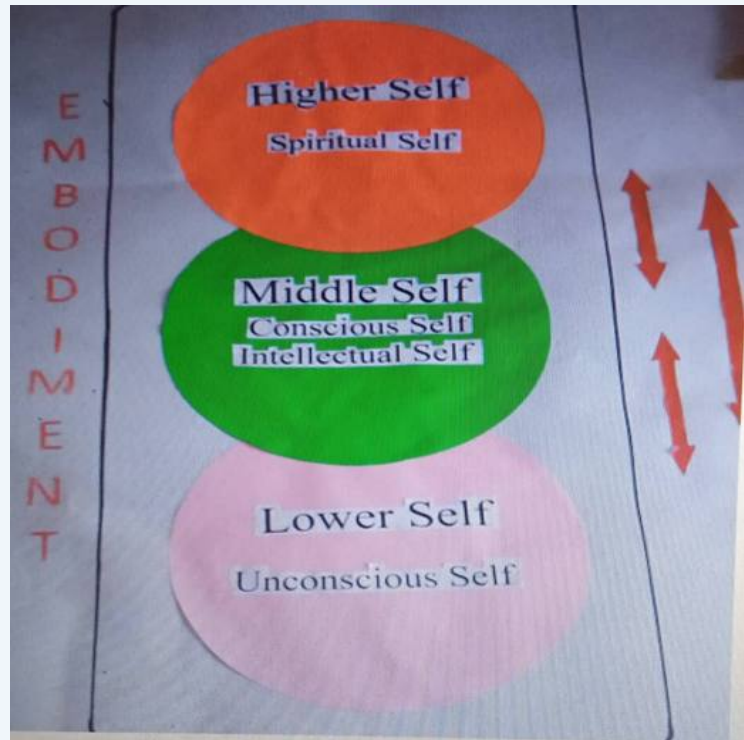 EMBODIMENT
Higher Self
Spiritual Self
Middle Self
Conscious Self
Intellectual Self
Lower Self
Unconscious Self